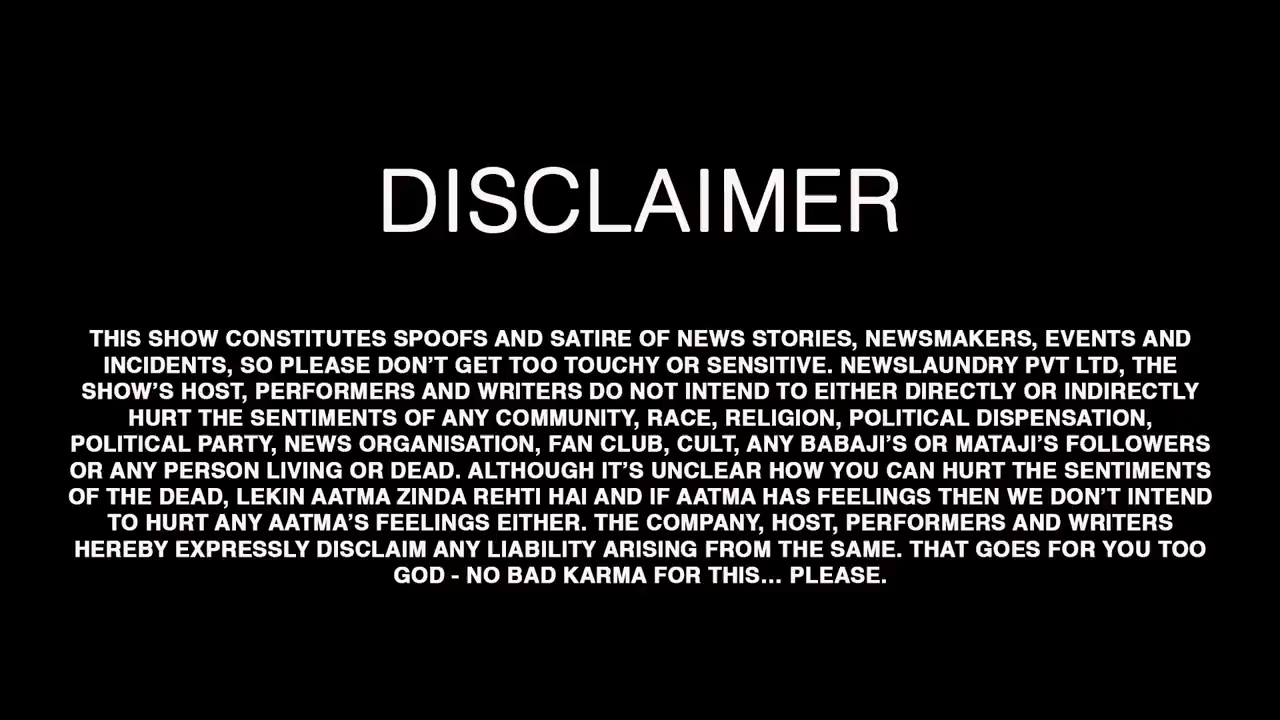 DISCLAIMER
THIS SHOW CONSTITUTES SPOOFS AND SATIRE OF NEWS STORIES, NEWSMAKERS, EVENTS AND
INCIDENTS, SO PLEASE DON’T GET TOO TOUCHY OR SENSITIVE. NEWSLAUNDRY PVT LTD, THE
SHOW’S HOST, PERFORMERS AND WRITERS DO NOT INTEND TO EITHER DIRECTLY OR INDIRECTLY
HURT THE SENTIMENTS OF ANY COMMUNITY, RACE, RELIGION, POLITICAL DISPENSATION,
POLITICAL PARTY, NEWS ORGANISATION, FAN CLUB, CULT, ANY BABAJI’S OR MATAJI’S FOLLOWERS
OR ANY PERSON LIVING OR DEAD. ALTHOUGH IT’S UNCLEAR HOW YOU CAN HURT THE SENTIMENTS
OF THE DEAD, LEKIN AATMA ZINDA REHTI HAI AND IF AATMA HAS FEELINGS THEN WE DON’T INTEND
TO HURT ANY AATMA’S FEELINGS EITHER. THE COMPANY, HOST, PERFORMERS AND WRITERS
HEREBY EXPRESSLY DISCLAIM ANY LIABILITY ARISING FROM THE SAME. THAT GOES FOR YOU TOO
GOD - NO BAD KARMA FOR THIS... PLEASE.